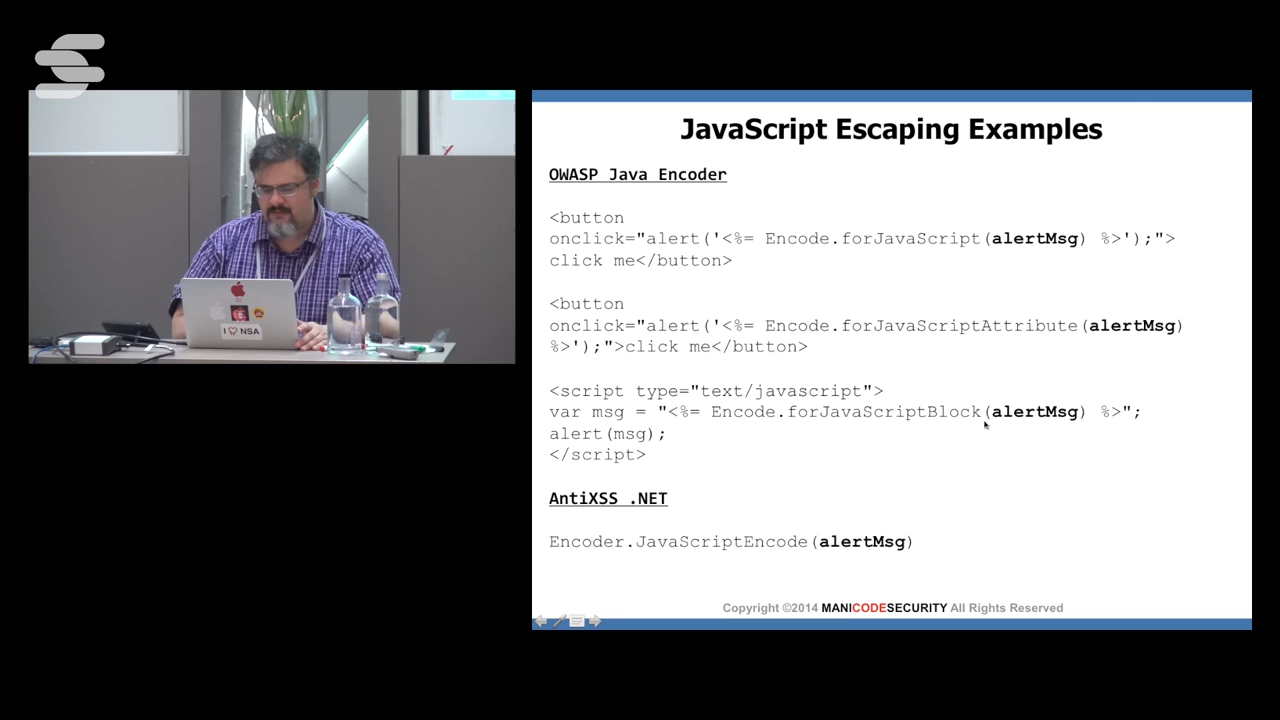 I ♡ NSA
JavaScript Escaping Examples
OWASP Java Encoder
<button
onclick="alert('<%= Encode.forJavaScript(alertMsg) %>');">
click me</button>
<button
onclick="alert('<%= Encode.forJavaScriptAttribute(alertMsg)
%>');">click me</button>
<script type="text/javascript">
var msg = "<%= Encode.forJavaScriptBlock(alertMsg) %>";
alert(msg);
</script>
AntiXSS .NET
Encoder.JavaScriptEncode(alertMsg)
Copyright ©2014 MANICODESECURITY All Rights Reserved